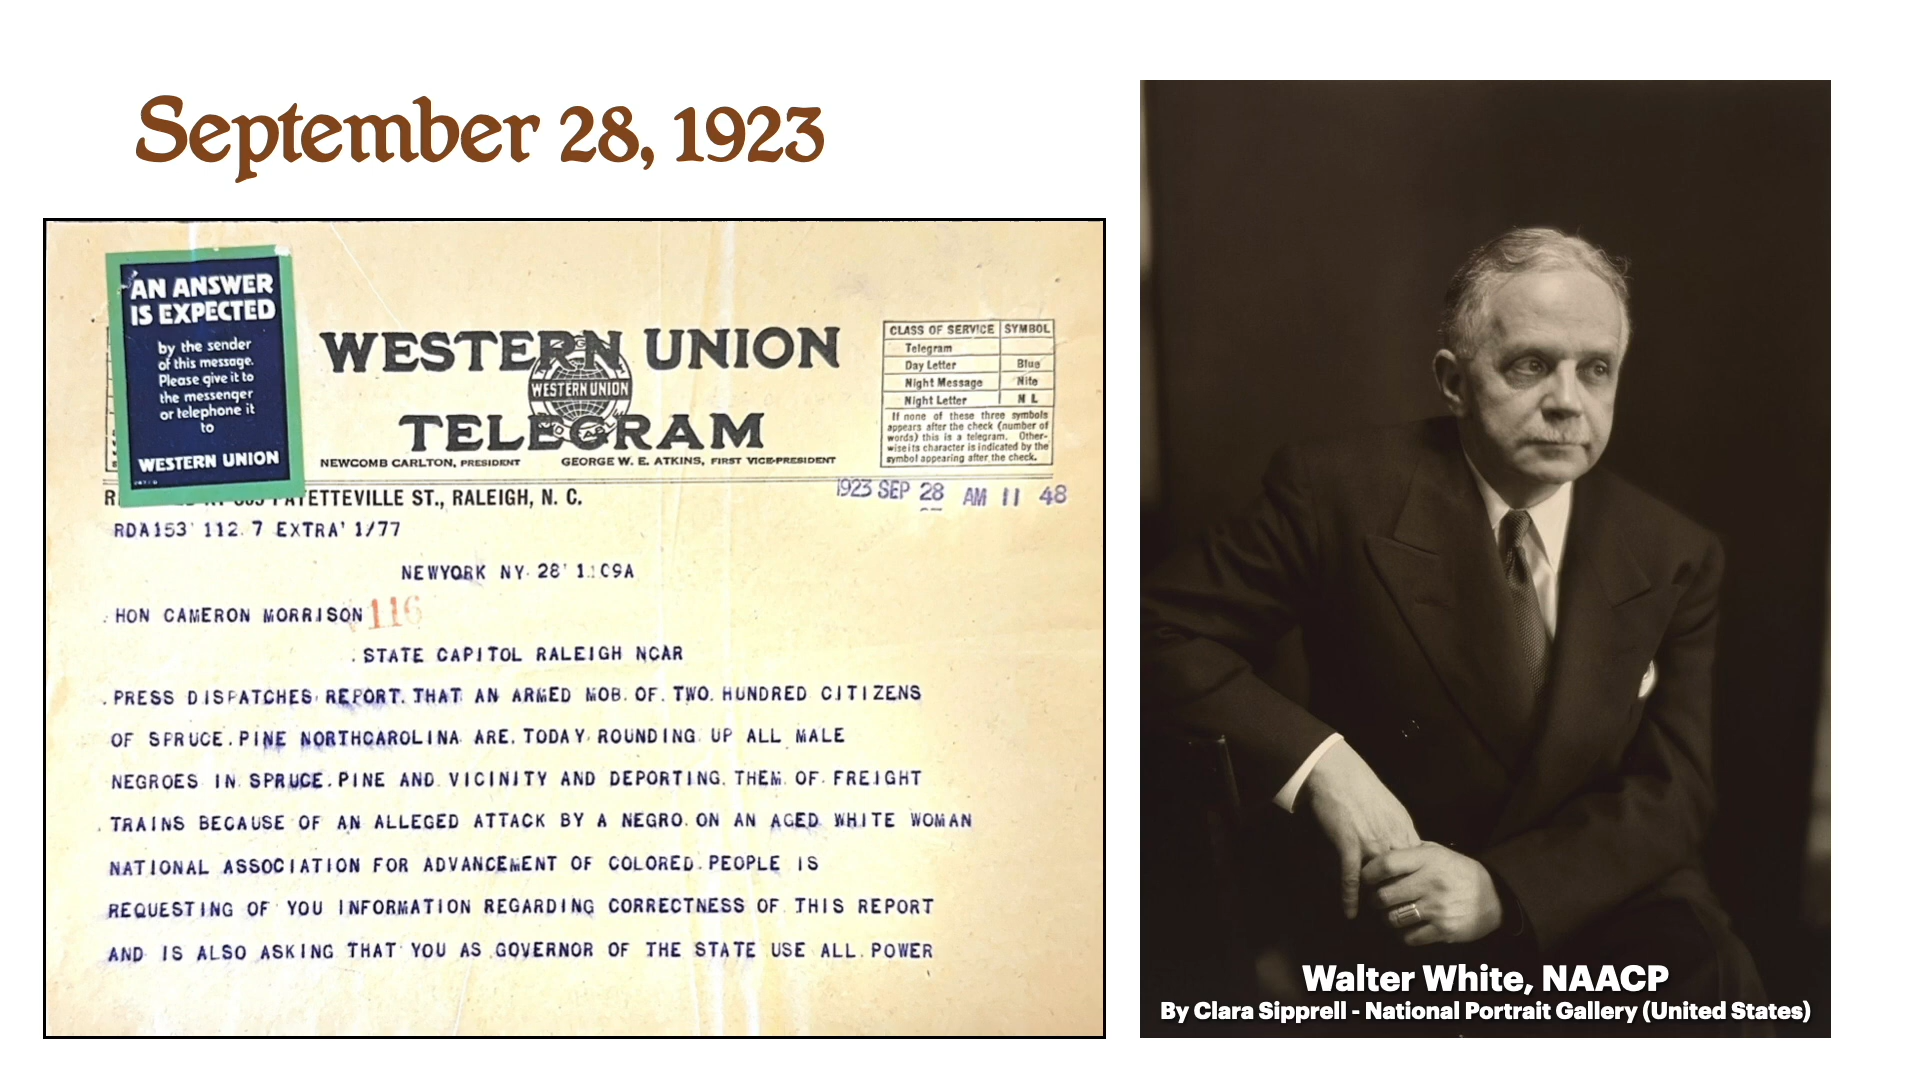 September 28, 1923
AN ANSWER
IS EXPECTED
by the sender
of this message.
Please give it to
the messenger
or telephone it
to
WESTERN UNION
WESTERN UNION
WESTERN UNION
TELEGRAM
NEWCOMB CARLTON, PRESIDENT GEORGE W. E. ATKINS, FIRST VICE-PRESIDENT
CLASS OF SERVICE SYMBOL
Telegram
Day Letter Blue
Night Message Nite
Night Letter N L
If none of these three symbols
appears after the check (number of
words) this is a telegram. Other-
wise its character is indicated by the
symbol appearing after the check.
FAYETTEVILLE ST., RALEIGH, N. C.
1923 SEP 28 AM 11 48
RDA153 112. 7 EXTRA' 1/77
NEWYORK NY 28
HON CAMERON MORRISON 116
STATE CAPITOL RALEIGH NCAR
PRESS DISPATCHES REPORT. THAT AN ARMED MOB. OF. TWO. HUNDRED CITIZENS
OF SPRUCE.PINE NORTHCAROLINA ARE. TODAY ROUNDING UP ALL MALE
NEGROES IN SPRUCE.PINE AND VICINITY AND DEPORTING. THEM OF FREIGHT
TRAINS BECAUSE OF AN ALLEGED ATTACK BY A NEGRO ON AN AGED WHITE WOMAN
NATIONAL ASSOCIATION FOR ADVANCEMENT OF COLORED PEOPLE IS
REQUESTING OF YOU INFORMATION REGARDING CORRECTNESS OF THIS REPORT
AND IS ALSO ASKING THAT YOU AS GOVERNOR OF THE STATE USE ALL. POWER
Walter White, NAACP
By Clara Sipprell - National Portrait Gallery (United States)